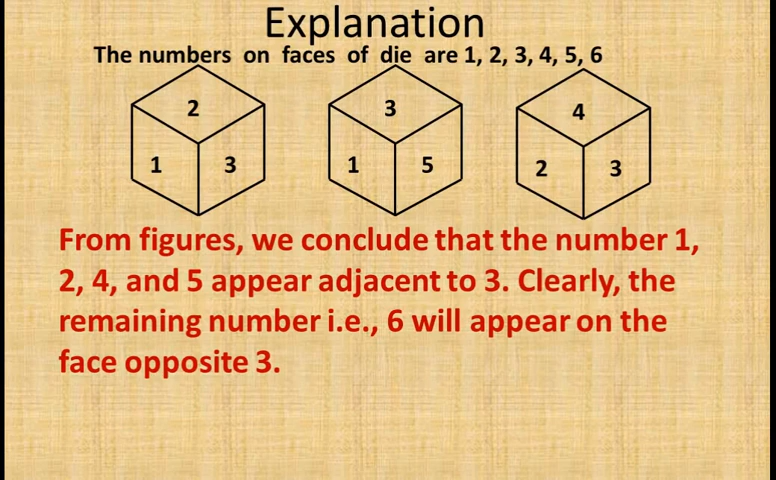 Explanation
The numbers on faces of die are 1, 2, 3, 4, 5, 6
2 3 4
1 3 1 5 2 3
From figures, we conclude that the number 1,
2, 4, and 5 appear adjacent to 3. Clearly, the
remaining number i.e., 6 will appear on the
face opposite 3.